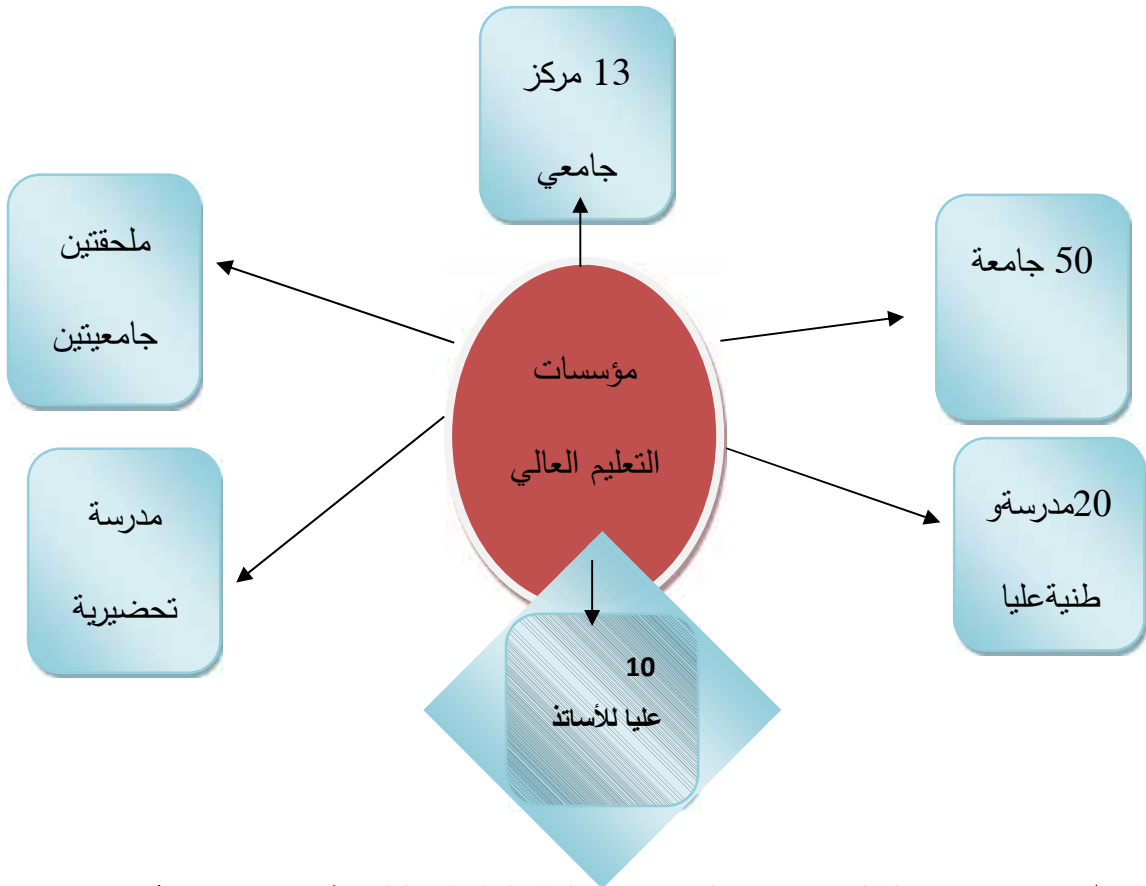 13 مركز
جامعي
50 جامعة
ملحقتين
جامعيتين
مؤسسات
التعليم العالي
20مدرسةو
طنيةعليا
مدرسة
تحضيرية
10
عليا للأساتذ